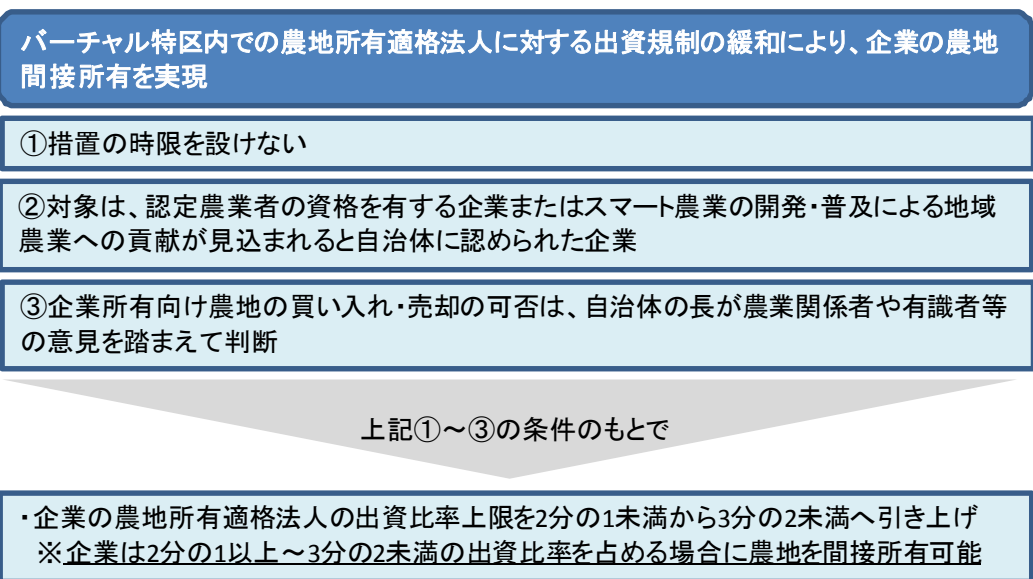 バーチャル特区内での農地所有適格法人に対する出資規制の緩和により、企業の農地
間接所有を実現
①措置の時限を設けない
②対象は、認定農業者の資格を有する企業またはスマート農業の開発・普及による地域
農業への貢献が見込まれると自治体に認められた企業
③企業所有向け農地の買い入れ・売却の可否は、自治体の長が農業関係者や有識者等
の意見を踏まえて判断
上記①～③の条件のもとで
・企業の農地所有適格法人の出資比率上限を2分の1未満から3分の2未満へ引き上げ
※企業は2分の1以上～3分の2未満の出資比率を占める場合に農地を間接所有可能